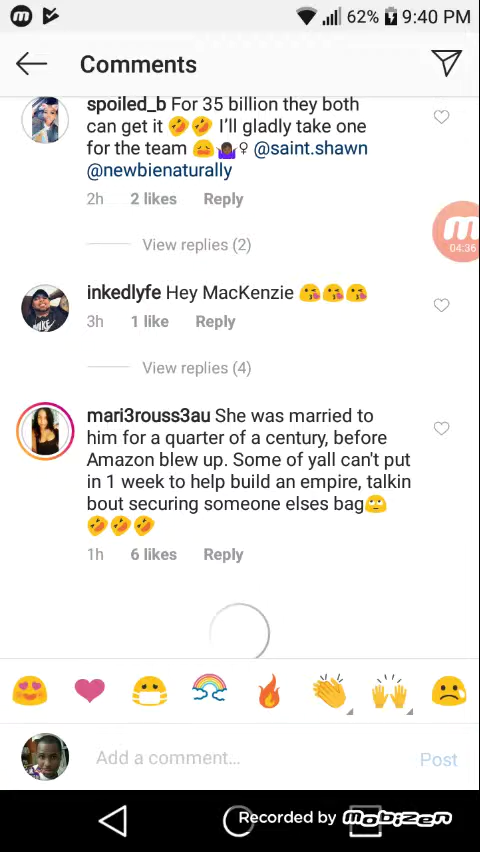 62% 9:40 PM
Comments
spoiled_b For 35 billion they both
can get it 🤣🤣 I'll gladly take one
for the team 😩🤷🏾♀ @saint.shawn
@newbienaturally
2h 2 likes Reply
View replies (2)
04:36
inkedlyfe Hey MacKenzie 😘😘😘
3h 1 like Reply
View replies (4)
mari3rouss3au She was married to
him for a quarter of a century, before
Amazon blew up. Some of yall can't put
in 1 week to help build an empire, talkin
bout securing someone elses bag🙄
🤣🤣🤣
1h 6 likes Reply
Add a comment... Post
Recorded by mobizen